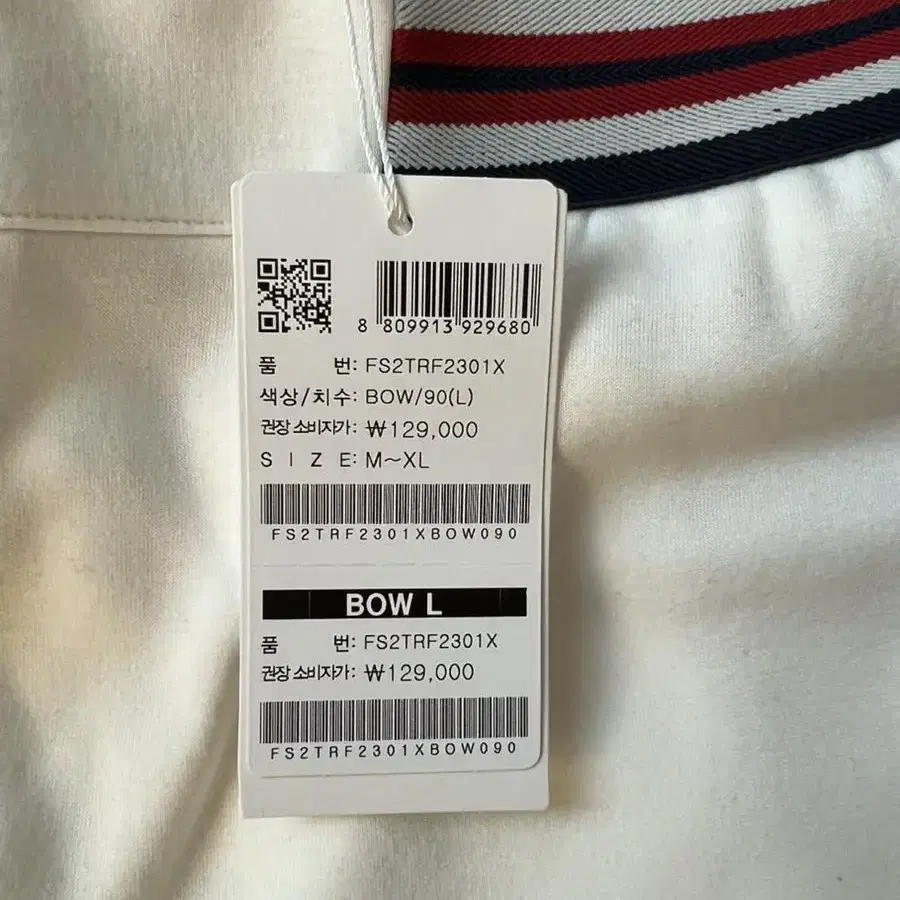 8 809913 929680
품 번: FS2TRF2301X
색상/치수: BOW/90(L)
권장 소비자가: ₩129,000
S I Z E: M~XL
FS2TRF2301XBOW090
BOW L
품 번: FS2TRF2301X
권장 소비자가: ₩129,000
FS2TRF2301XBOW090